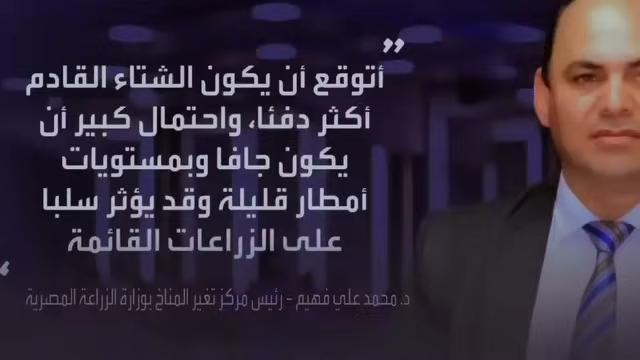 ”أتوقع أن يكون الشتاء القادم
أكثر دفئا، واحتمال كبير أن
يكون جافا وبمستويات
أمطار قليلة وقد يؤثر سلبا
على الزراعات القائمة
‘
د. محمد علي فهيم - رئيس مركز تغير المناخ بوزارة الزراعة المصرية